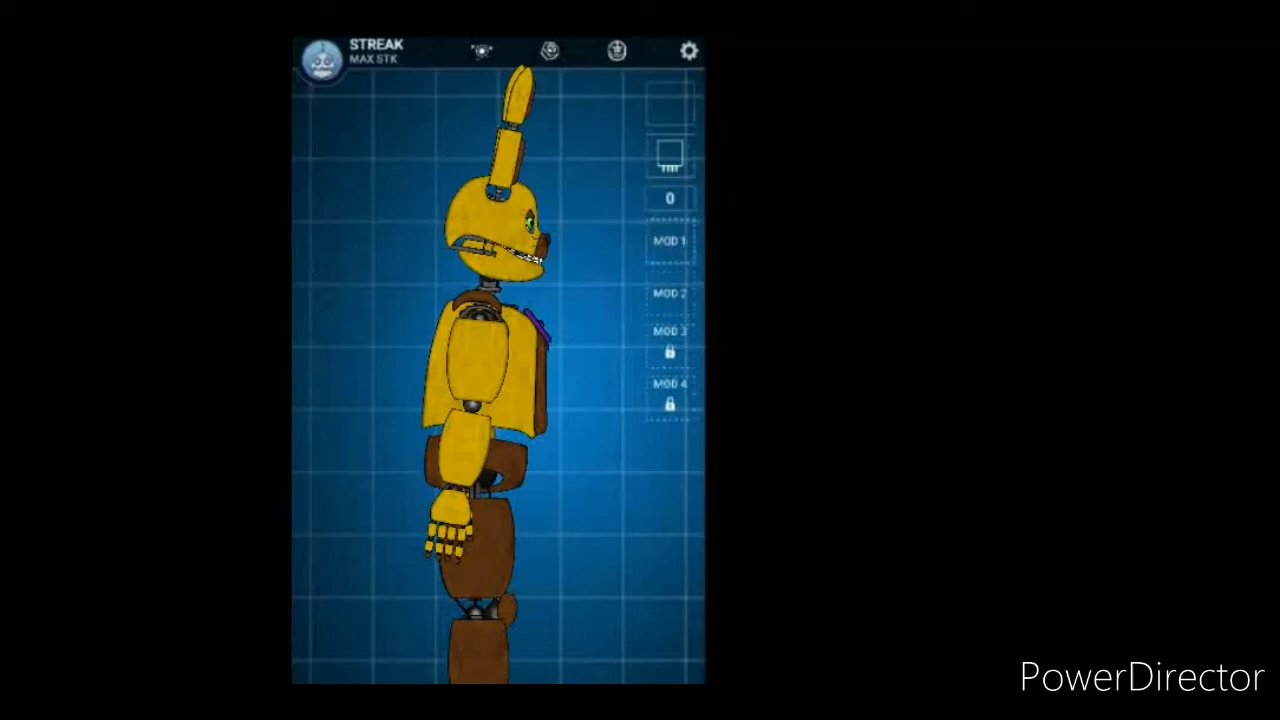 STREAK
MAX STK
0
MOD 1
MOD 2
MOD 3
MOD 4
PowerDirector